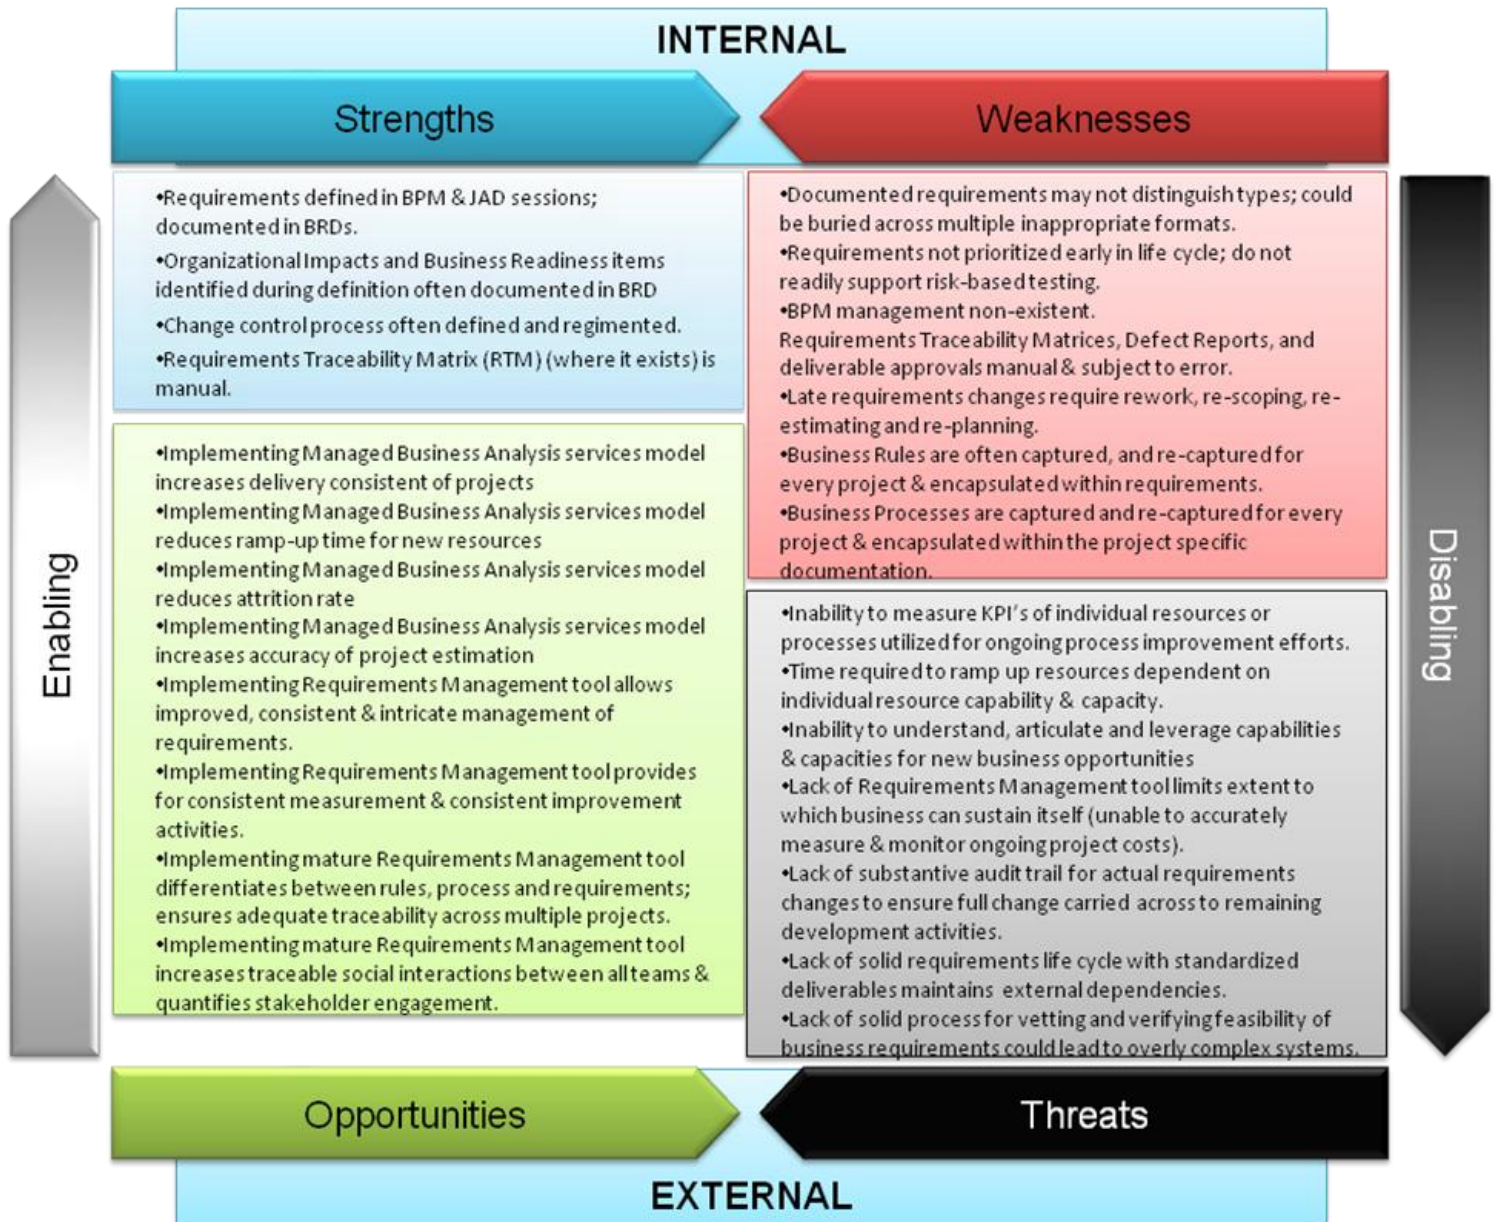 INTERNAL
Strengths
Weaknesses
Enabling
•Requirements defined in BPM & JAD sessions;
documented in BRDs.
•Organizational Impacts and Business Readiness items
identified during definition often documented in BRD
•Change control process often defined and regimented.
•Requirements Traceability Matrix (RTM) (where it exists) is
manual.
•Documented requirements may not distinguish types; could
be buried across multiple inappropriate formats.
•Requirements not prioritized early in life cycle; do not
readily support risk-based testing.
•BPM management non-existent.
Requirements Traceability Matrices, Defect Reports, and
deliverable approvals manual & subject to error.
•Late requirements changes require rework, re-scoping, re-
estimating and re-planning.
•Business Rules are often captured, and re-captured for
every project & encapsulated within requirements.
•Business Processes are captured and re-captured for every
project & encapsulated within the project specific
documentation.
Disabling
•Implementing Managed Business Analysis services model
increases delivery consistent of projects
•Implementing Managed Business Analysis services model
reduces ramp-up time for new resources
•Implementing Managed Business Analysis services model
reduces attrition rate
•Implementing Managed Business Analysis services model
increases accuracy of project estimation
•Implementing Requirements Management tool allows
improved, consistent & intricate management of
requirements.
•Implementing Requirements Management tool provides
for consistent measurement & consistent improvement
activities.
•Implementing mature Requirements Management tool
differentiates between rules, process and requirements;
ensures adequate traceability across multiple projects.
•Implementing mature Requirements Management tool
increases traceable social interactions between all teams &
quantifies stakeholder engagement.
•Inability to measure KPI's of individual resources or
processes utilized for ongoing process improvement efforts.
•Time required to ramp up resources dependent on
individual resource capability & capacity.
•Inability to understand, articulate and leverage capabilities
& capacities for new business opportunities
•Lack of Requirements Management tool limits extent to
which business can sustain itself (unable to accurately
measure & monitor ongoing project costs).
•Lack of substantive audit trail for actual requirements
changes to ensure full change carried across to remaining
development activities.
•Lack of solid requirements life cycle with standardized
deliverables maintains external dependencies.
•Lack of solid process for vetting and verifying feasibility of
business requirements could lead to overly complex systems.
Opportunities
Threats
EXTERNAL